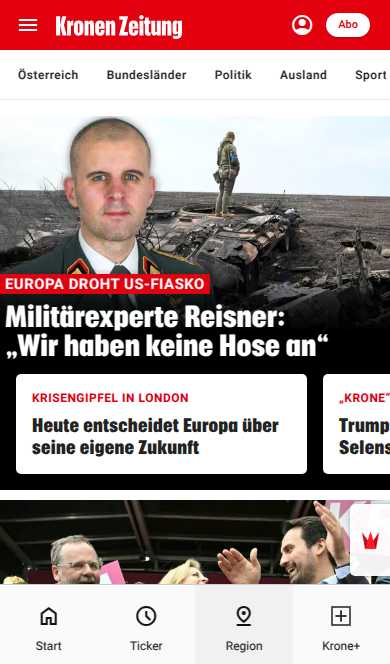 Kronen Zeitung
Abo
Österreich Bundesländer Politik Ausland Sport
EUROPA DROHT US-FIASKO
Militärexperte Reisner:
„Wir haben keine Hose an“
KRISENGIPFEL IN LONDON
Heute entscheidet Europa über
seine eigene Zukunft
„KRONE“
Trump
Selens
Start Ticker Region Krone+